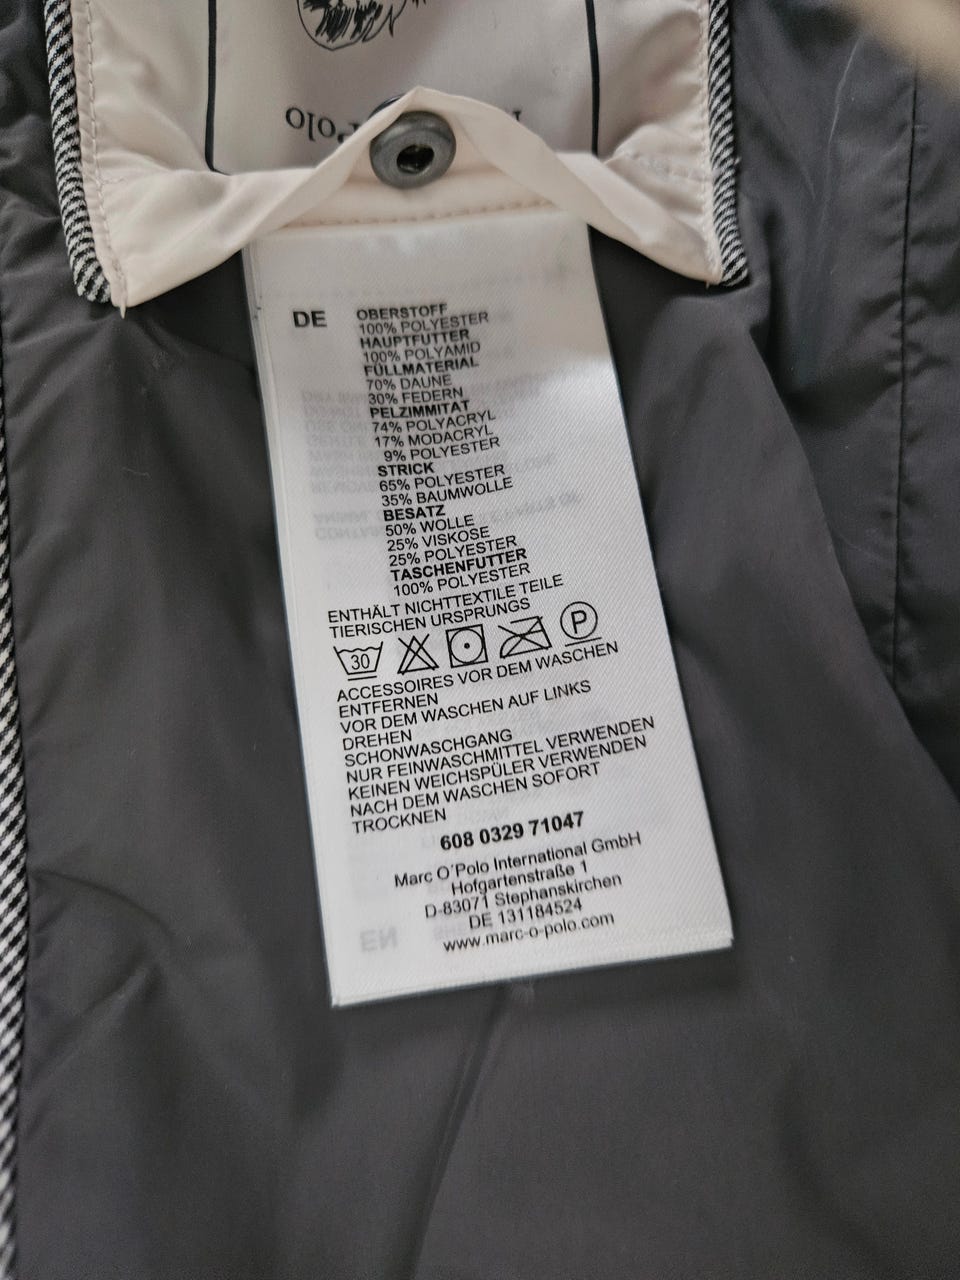 Polo
DE
OBERSTOFF
100% POLYESTER
HAUPTFUTTER
100% POLYAMID
FÜLLMATERIAL
70% DAUNE
30% FEDERN
PELZIMMITAT
74% POLYACRYL
17% MODACRYL
9% POLYESTER
STRICK
65% POLYESTER
35% BAUMWOLLE
BESATZ
50% WOLLE
25% VISKOSE
25% POLYESTER
TASCHENFUTTER
100% POLYESTER
ENTHÄLT NICHTTEXTILE TEILE
TIERISCHEN URSPRUNGS
30 P
ACCESSOIRES VOR DEM WASCHEN
ENTFERNEN
VOR DEM WASCHEN AUF LINKS
DREHEN
SCHONWASCHGANG
NUR FEINWASCHMITTEL VERWENDEN
KEINEN WEICHSPÜLER VERWENDEN
NACH DEM WASCHEN SOFORT
TROCKNEN
608 0329 71047
Marc O´Polo International GmbH
Hofgartenstraße 1
D-83071 Stephanskirchen
DE 131184524
www.marc-o-polo.com
EN